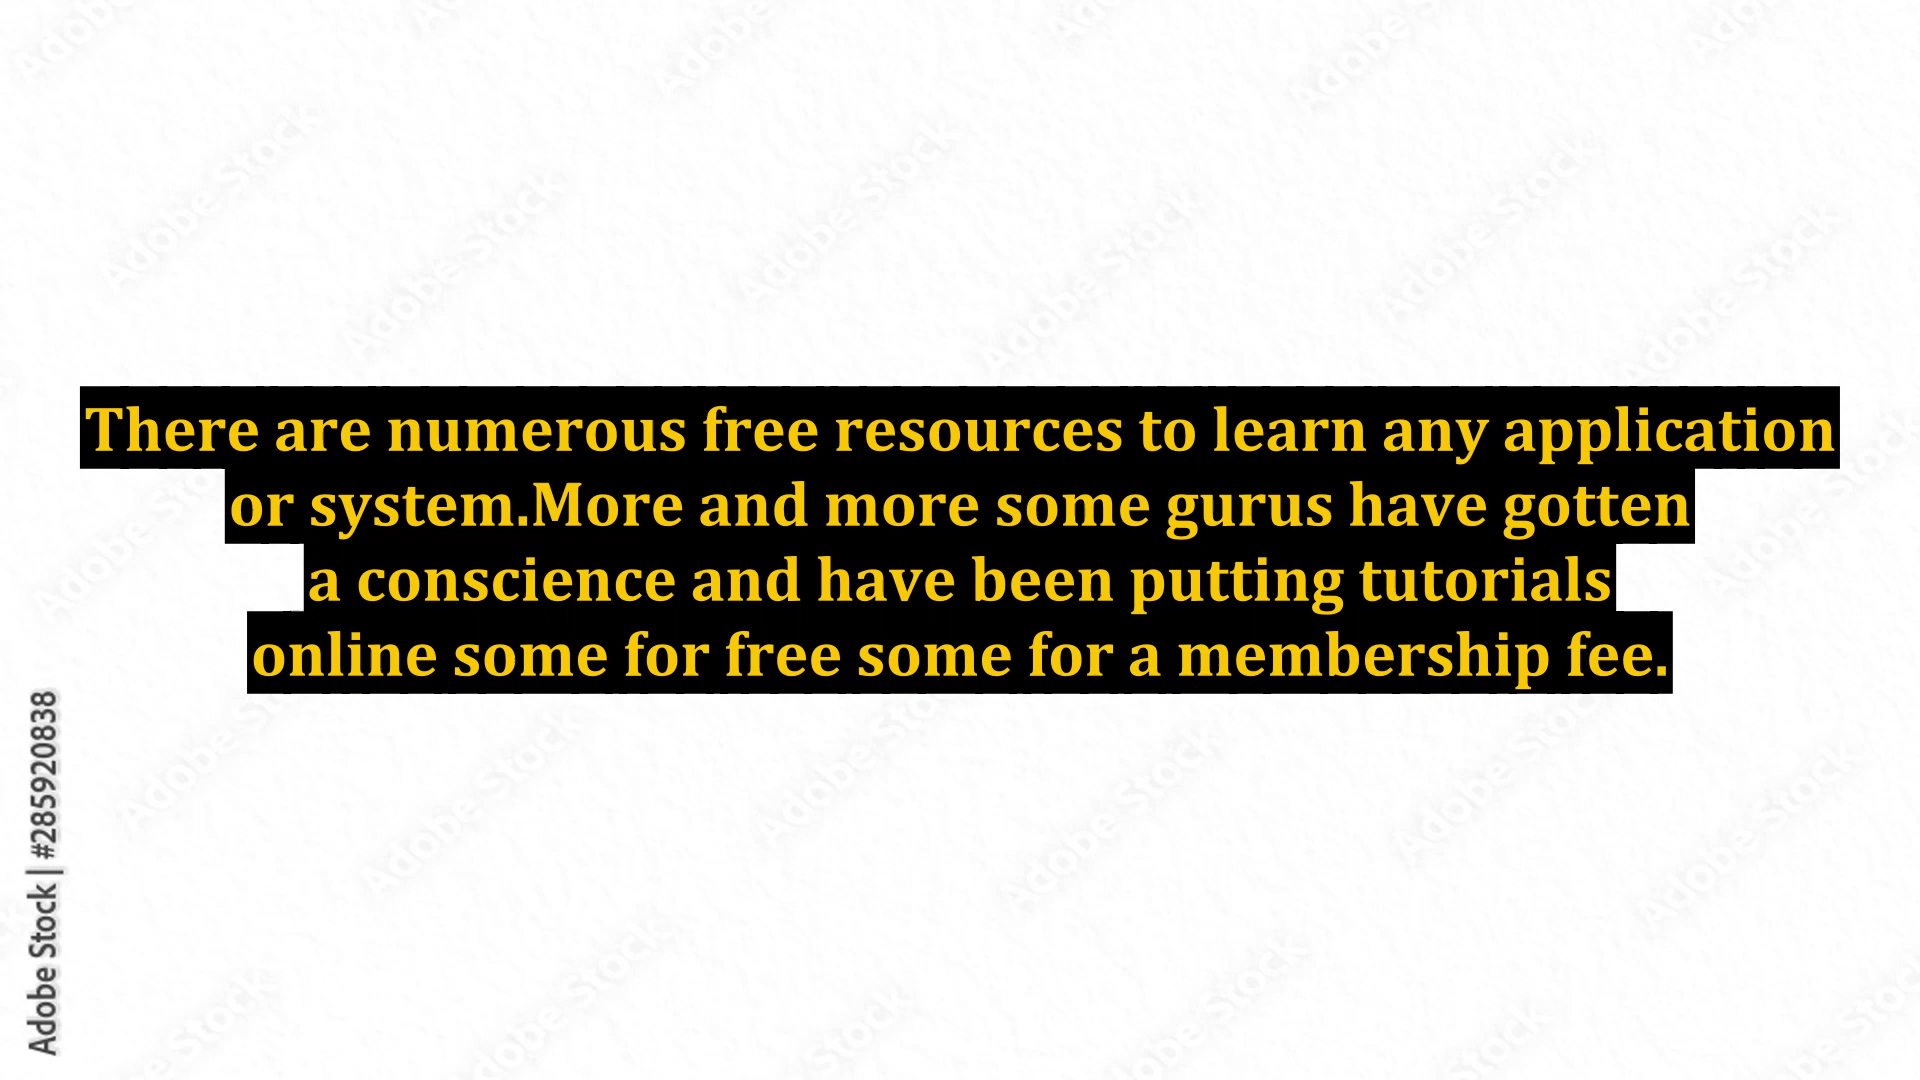 There are numerous free resources to learn any application
or system.More and more some gurus have gotten
a conscience and have been putting tutorials
online some for free some for a membership fee.
Adobe Stock | #285920838